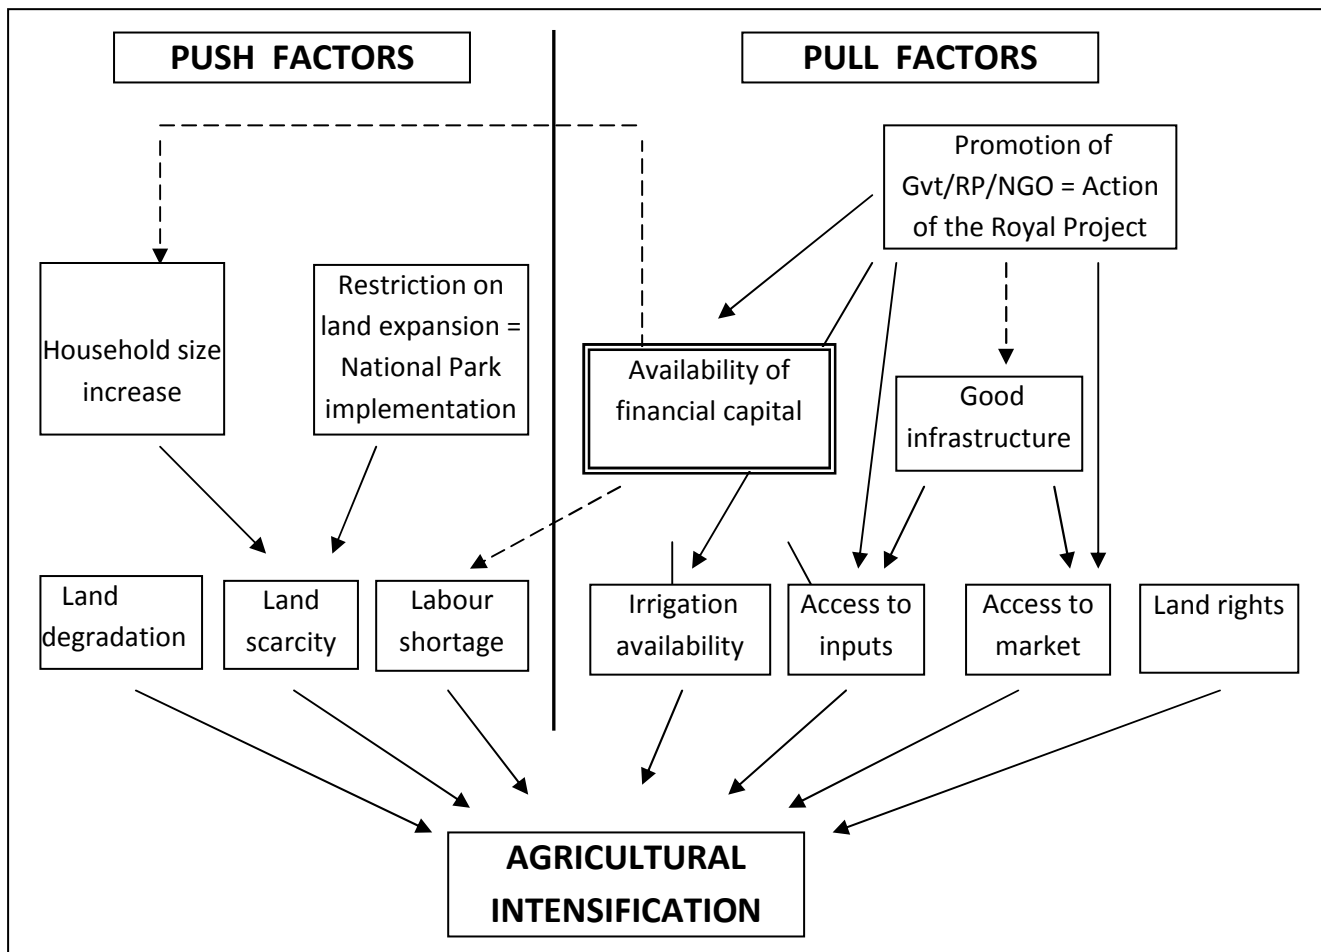 PUSH FACTORS
PULL FACTORS
Promotion of
Gvt/RP/NGO = Action
of the Royal Project
Household size
increase
Restriction on
land expansion =
National Park
implementation
Availability of
financial capital
Good
infrastructure
Land
degradation
Land
scarcity
Labour
shortage
Irrigation
availability
Access to
inputs
Access to
market
Land rights
AGRICULTURAL
INTENSIFICATION